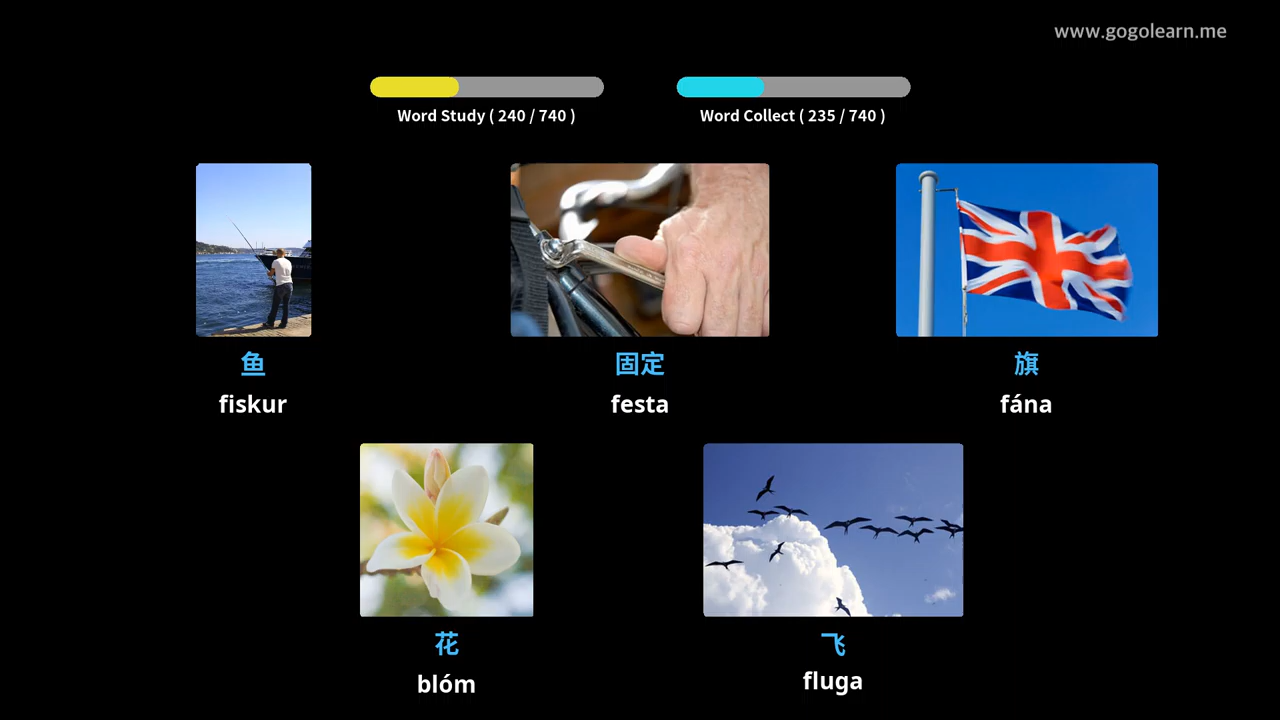 www.gogolearn.me
Word Study ( 240 / 740 )
Word Collect ( 235 / 740 )
鱼
固定
旗
fiskur
festa
fána
花
飞
blóm
fluga